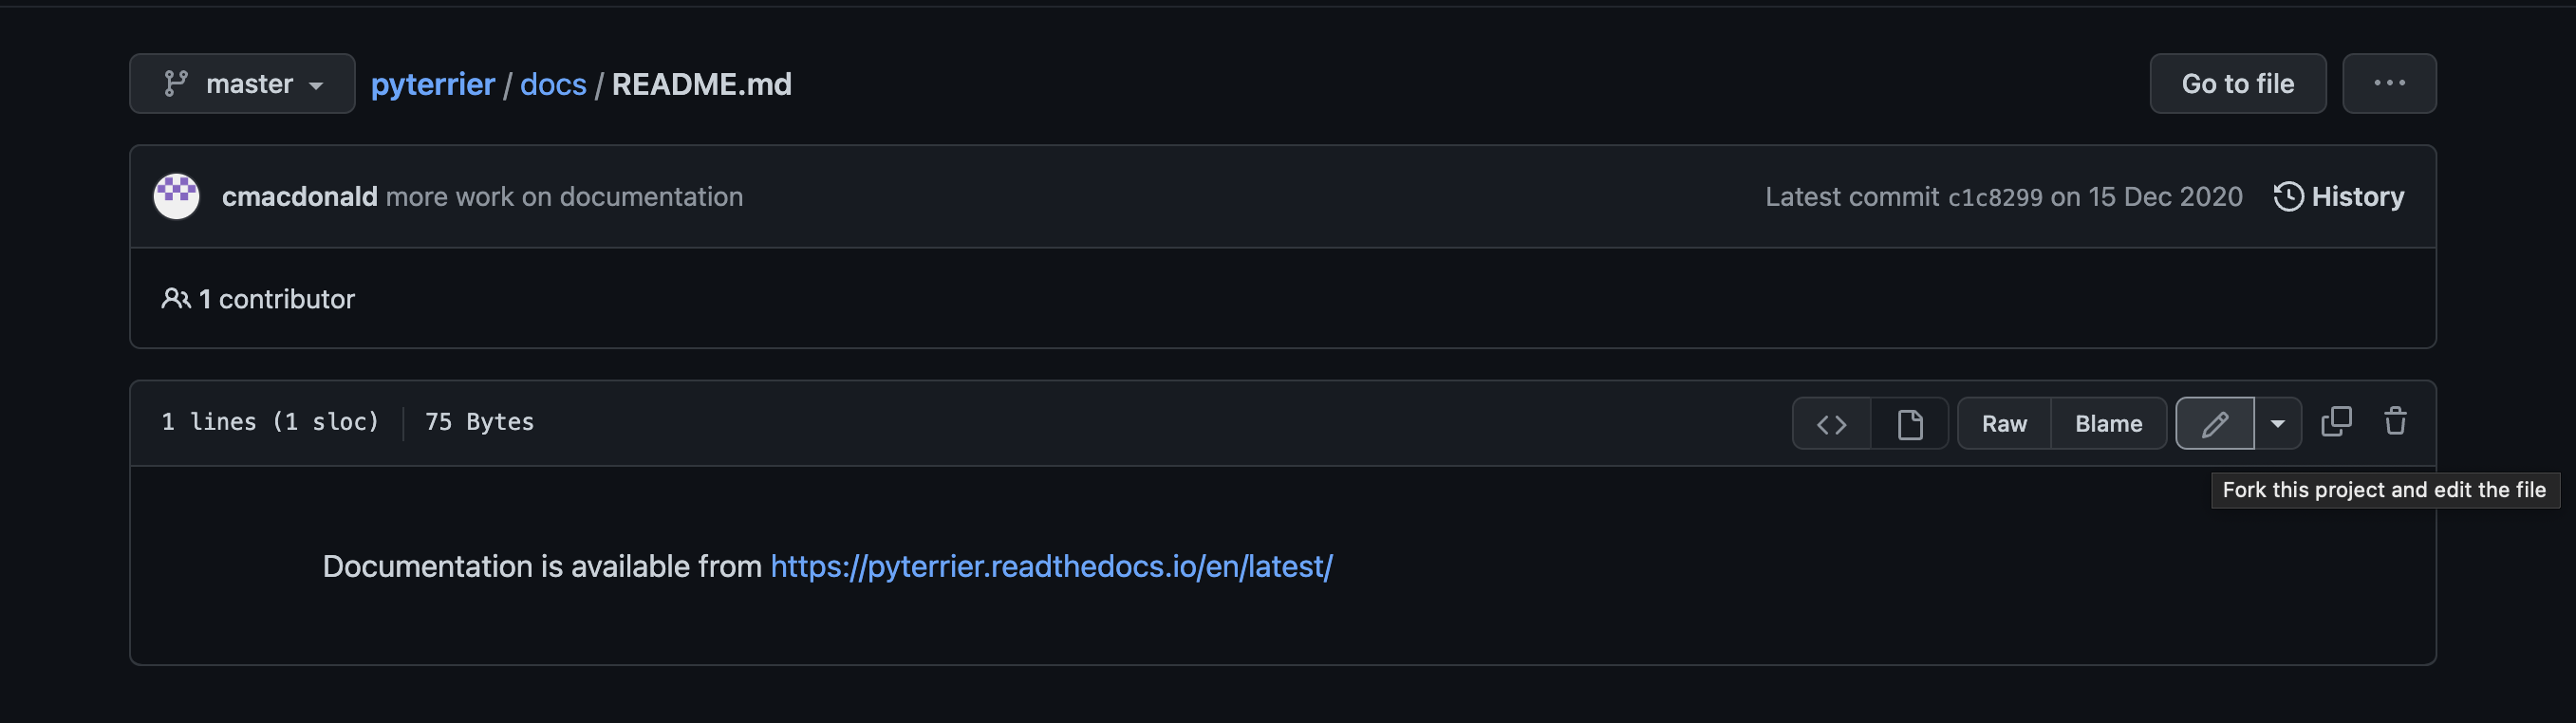 master pyterrier / docs / README.md Go to file ...
cmacdonald more work on documentation Latest commit c1c8299 on 15 Dec 2020 History
1 contributor
1 lines (1 sloc) 75 Bytes <> Raw Blame
Fork this project and edit the file
Documentation is available from https://pyterrier.readthedocs.io/en/latest/